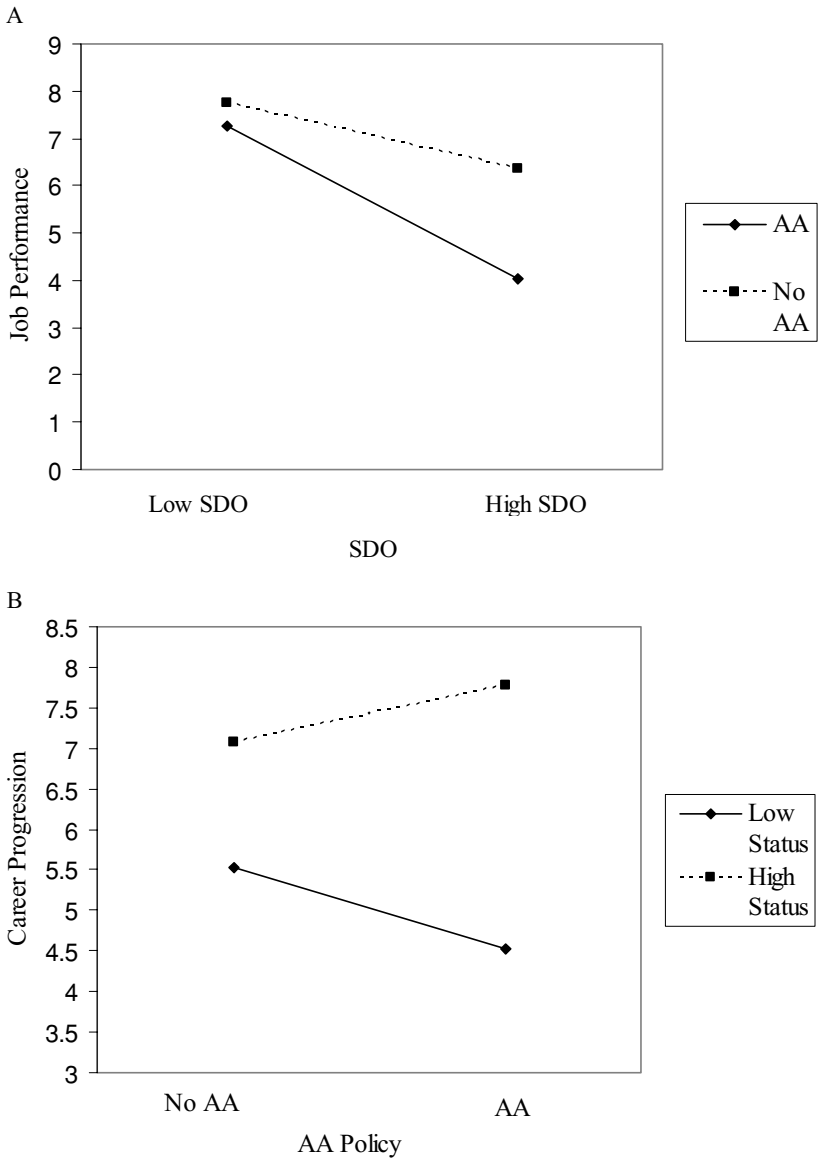 A
9
8
7
6
5
4
3
2
1
0
Job Performance
Low SDO
High SDO
SDO
AA
No
AA
B
8.5
8
7.5
7
6.5
6
5.5
5
4.5
4
3.5
3
Career Progression
No AA
AA
AA Policy
Low
Status
High
Status